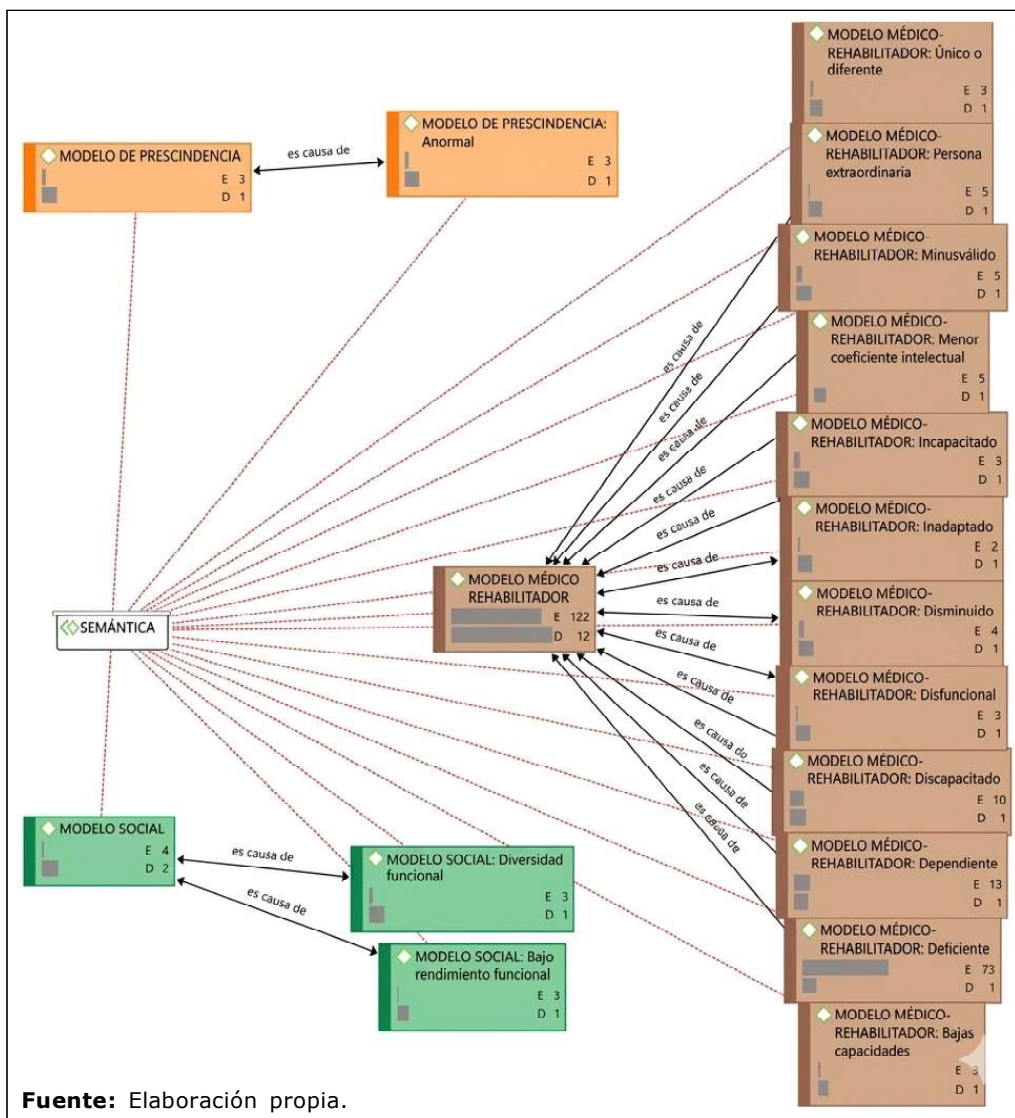 MODELO DE PRESCINDENCIA
E 3
D 1
es causa de
MODELO DE PRESCINDENCIA:
Anormal
E 3
D 1
MODELO MÉDICO-
REHABILITADOR: Único o
diferente
E 3
D 1
MODELO MÉDICO-
REHABILITADOR: Persona
extraordinaria
E 5
D 1
MODELO MÉDICO-
REHABILITADOR: Minusválido
E 5
D 1
MODELO MÉDICO-
REHABILITADOR: Menor
coeficiente intelectual
E 5
D 1
MODELO MÉDICO-
REHABILITADOR: Incapacitado
E 3
D 1
MODELO MÉDICO-
REHABILITADOR: Inadaptado
E 2
D 1
MODELO MÉDICO-
REHABILITADOR: Disminuido
E 4
D 1
MODELO MÉDICO-
REHABILITADOR: Disfuncional
E 3
D 1
MODELO MÉDICO-
REHABILITADOR: Discapacitado
E 10
D 1
MODELO MÉDICO-
REHABILITADOR: Dependiente
E 13
D 1
MODELO MÉDICO-
REHABILITADOR: Deficiente
E 73
D 1
MODELO MÉDICO-
REHABILITADOR: Bajas
capacidades
E 3
D 1
es causa de
es causa de
es causa de
es causa de
es causa de
es causa de
es causa de
es causa de
es causa de
es causa do
es causa de
es causa de
MODELO MÉDICO
REHABILITADOR
E 122
D 12
SEMÁNTICA
MODELO SOCIAL
E 4
D 2
es causa de
es causa de
MODELO SOCIAL: Diversidad
funcional
E 3
D 1
MODELO SOCIAL: Bajo
rendimiento funcional
E 3
D 1
Fuente: Elaboración propia.